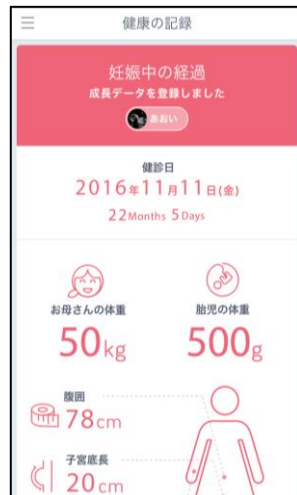 健康の記録
妊娠中の経過
成長データを登録しました
あおい
健診日
2016年11月11日(金)
22Months 5Days
お母さんの体重
胎児の体重
50kg
500g
腹囲
78cm
子宮底長
20cm